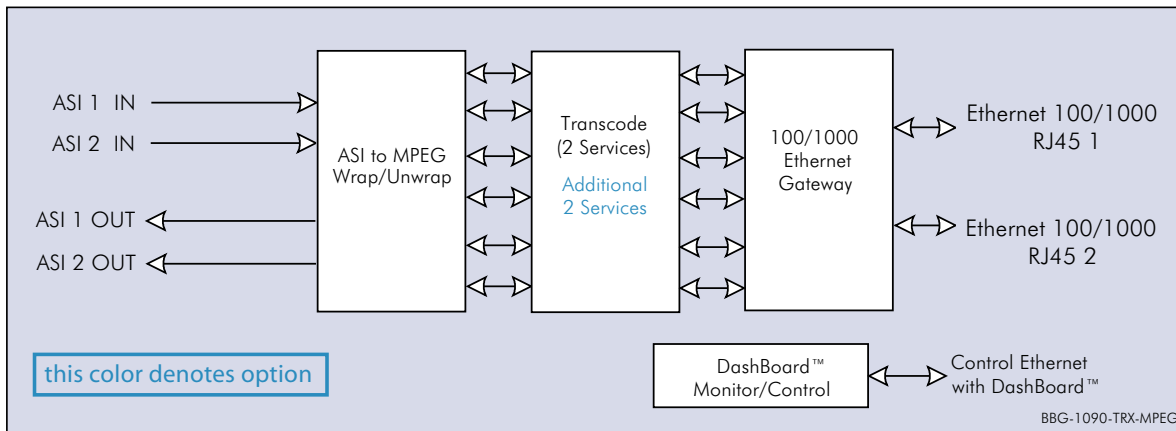 ASI 1 IN
ASI 2 IN
ASI 1 OUT
ASI 2 OUT
ASI to MPEG
Wrap/Unwrap
Transcode
(2 Services)
Additional
2 Services
100/1000
Ethernet
Gateway
Ethernet 100/1000
RJ45 1
Ethernet 100/1000
RJ45 2
this color denotes option
DashBoard™
Monitor/Control
Control Ethernet
with DashBoard™
BBG-1090-TRX-MPEG